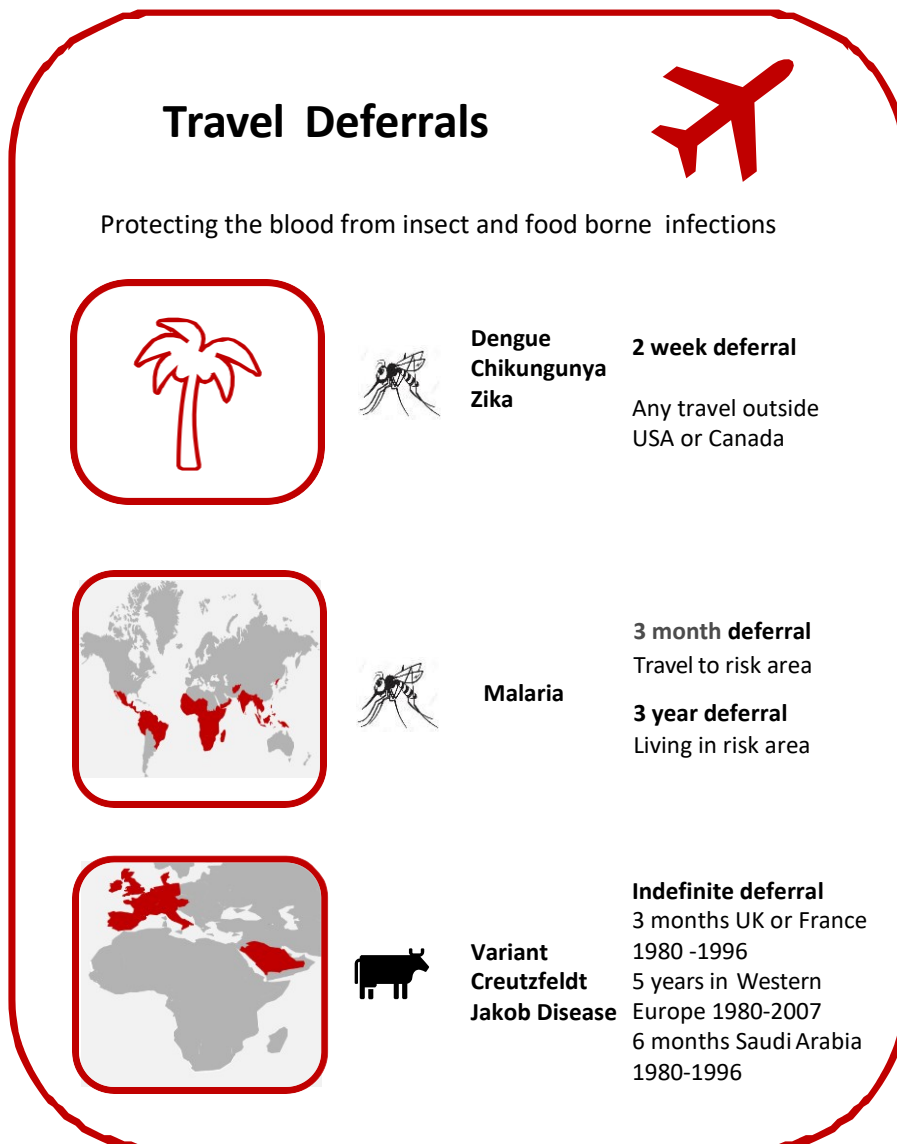 Travel Deferrals
Protecting the blood from insect and food borne infections
Dengue
Chikungunya
Zika
2 week deferral
Any travel outside
USA or Canada
Malaria
3 month deferral
Travel to risk area
3 year deferral
Living in risk area
Variant
Creutzfeldt
Jakob Disease
Indefinite deferral
3 months UK or France
1980 -1996
5 years in Western
Europe 1980-2007
6 months Saudi Arabia
1980-1996